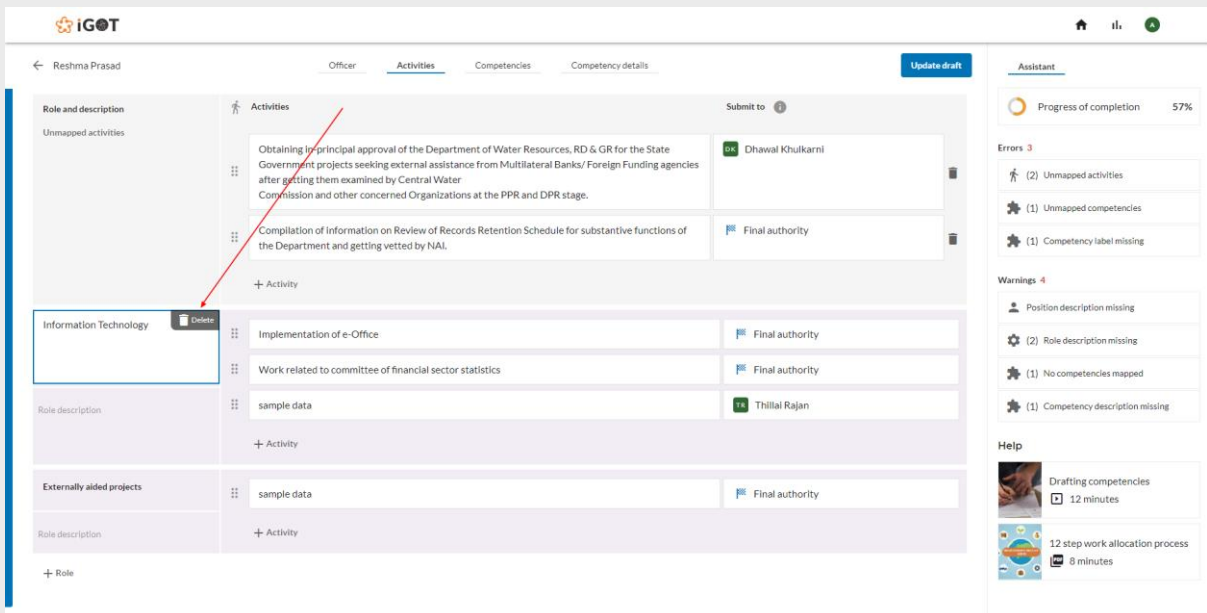 iGOT
A
Reshma Prasad
Officer
Activities
Competencies
Competency details
Update draft
Role and description
Unmapped activities
Activities
Submit to
Obtaining in-principal approval of the Department of Water Resources, RD & GR for the State
Government projects seeking external assistance from Multilateral Banks/ Foreign Funding agencies
after getting them examined by Central Water
Commission and other concerned Organizations at the PPR and DPR stage.
DK Dhawal Khulkarni
Compilation of information on Review of Records Retention Schedule for substantive functions of
the Department and getting vetted by NAI.
Final authority
+ Activity
Information Technology
Delete
Role description
Implementation of e-Office
Final authority
Work related to committee of financial sector statistics
Final authority
sample data
TR Thillai Rajan
+ Activity
Externally aided projects
Role description
sample data
Final authority
+ Activity
+ Role
Assistant
Progress of completion 57%
Errors 3
(2) Unmapped activities
(1) Unmapped competencies
(1) Competency label missing
Warnings 4
Position description missing
(2) Role description missing
(1) No competencies mapped
(1) Competency description missing
Help
Drafting competencies
12 minutes
12 step work allocation process
PDF 8 minutes